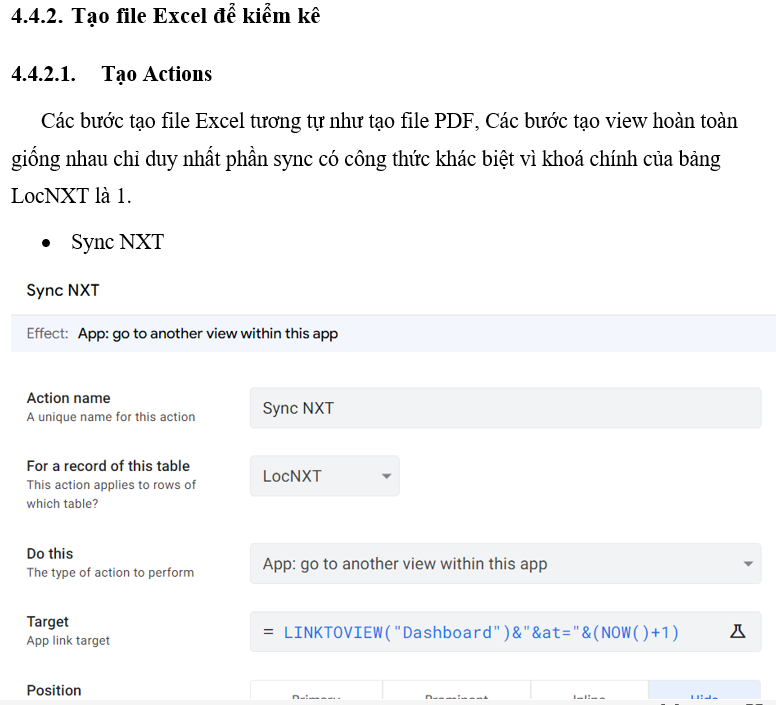 4.4.2. Tạo file Excel để kiểm kê
4.4.2.1. Tạo Actions
Các bước tạo file Excel tương tự như tạo file PDF, Các bước tạo view hoàn toàn
giống nhau chỉ duy nhất phần sync có công thức khác biệt vì khoá chính của bảng
LocNXT là 1.
• Sync NXT
Sync NXT
Effect: App: go to another view within this app
Action name
A unique name for this action
Sync NXT
For a record of this table
This action applies to rows of
which table?
LocNXT
Do this
The type of action to perform
App: go to another view within this app
Target
App link target
= LINKTOVIEW("Dashboard")&"&at="&(NOW()+1)
Position
Primary Prominent Inline Hide